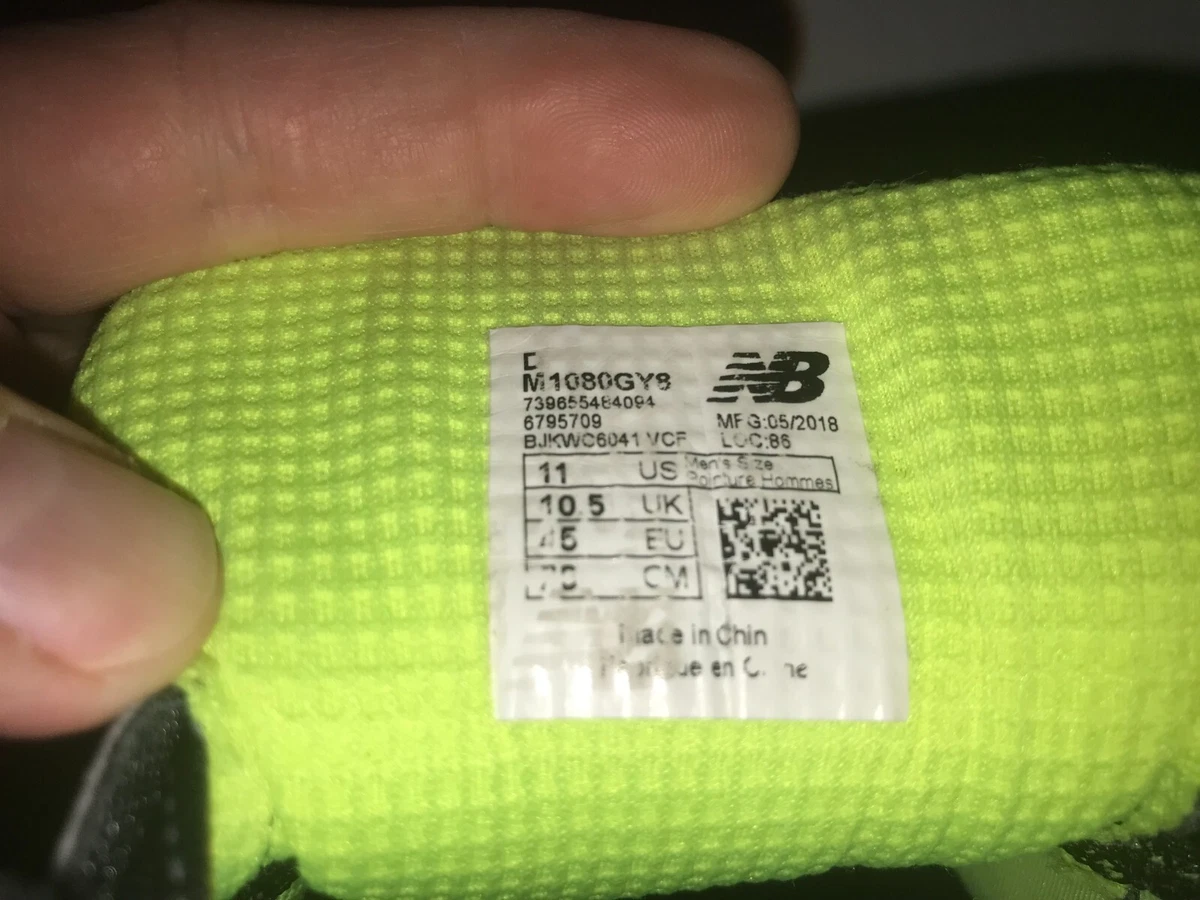 D
M1080GY8
739655484094
6795709
BJKWC6041 VCF
NB
MFG:05/2018
LOC:86
11 US Men's Size
Pointure Hommes
10.5 UK
45 EU
CM
Made in Chin
en